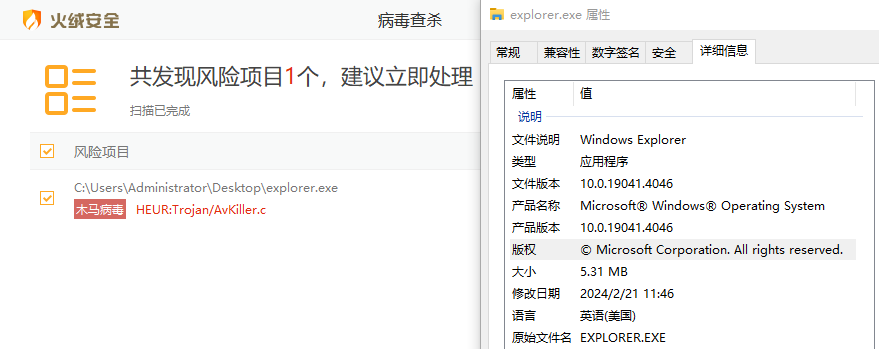 火绒安全
病毒查杀
共发现风险项目1个，建议立即处理
扫描已完成
风险项目
C:\Users\Administrator\Desktop\explorer.exe
木马病毒 HEUR:Trojan/AvKiller.c
explorer.exe 属性
常规 兼容性 数字签名 安全 详细信息
属性 值
说明
文件说明 Windows Explorer
类型 应用程序
文件版本 10.0.19041.4046
产品名称 Microsoft® Windows® Operating System
产品版本 10.0.19041.4046
版权 © Microsoft Corporation. All rights reserved.
大小 5.31 MB
修改日期 2024/2/21 11:46
语言 英语(美国)
原始文件名 EXPLORER.EXE